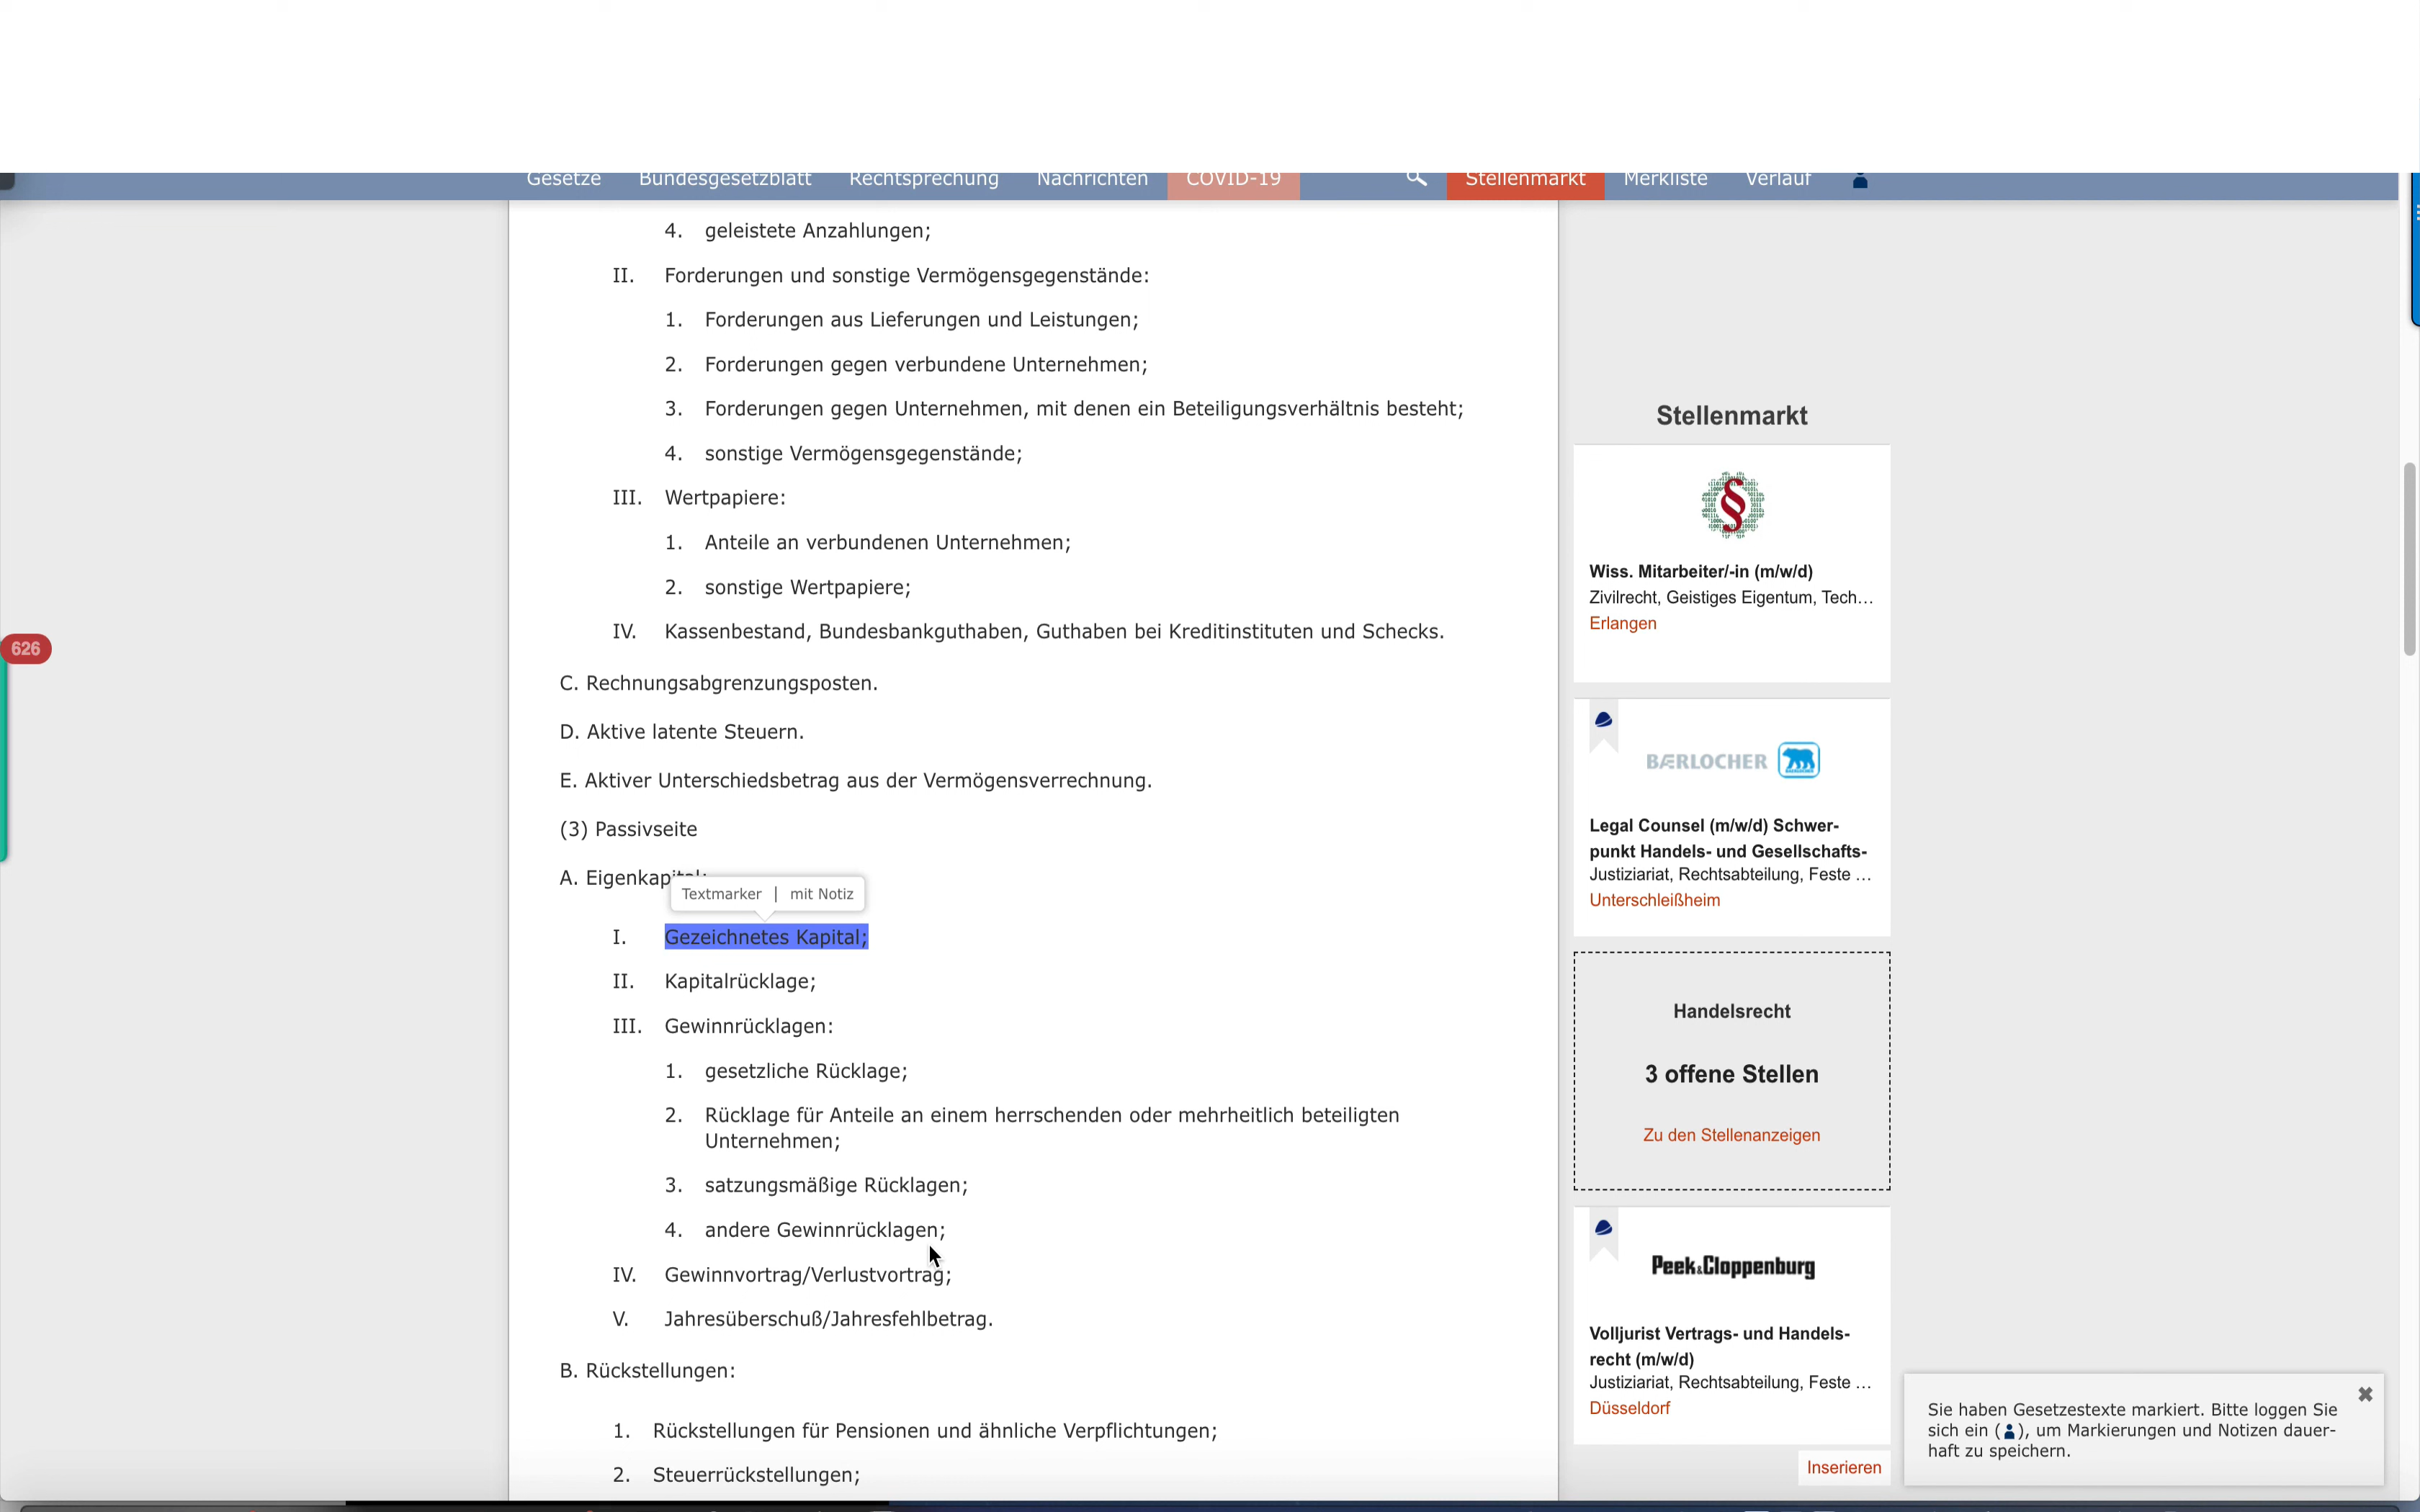 Gesetze Bundesgesetzblatt Rechtsprechung Nachrichten COVID-19 Stellenmarkt Merkliste Verlauf
4. geleistete Anzahlungen;
II. Forderungen und sonstige Vermögensgegenstände:
1. Forderungen aus Lieferungen und Leistungen;
2. Forderungen gegen verbundene Unternehmen;
3. Forderungen gegen Unternehmen, mit denen ein Beteiligungsverhältnis besteht;
4. sonstige Vermögensgegenstände;
III. Wertpapiere:
1. Anteile an verbundenen Unternehmen;
2. sonstige Wertpapiere;
IV. Kassenbestand, Bundesbankguthaben, Guthaben bei Kreditinstituten und Schecks.
626
C. Rechnungsabgrenzungsposten.
D. Aktive latente Steuern.
E. Aktiver Unterschiedsbetrag aus der Vermögensverrechnung.
(3) Passivseite
A. Eigenkapital:
Textmarker | mit Notiz
I. Gezeichnetes Kapital;
II. Kapitalrücklage;
III. Gewinnrücklagen:
1. gesetzliche Rücklage;
2. Rücklage für Anteile an einem herrschenden oder mehrheitlich beteiligten
Unternehmen;
3. satzungsmäßige Rücklagen;
4. andere Gewinnrücklagen;
IV. Gewinnvortrag/Verlustvortrag;
V. Jahresüberschuß/Jahresfehlbetrag.
B. Rückstellungen:
1. Rückstellungen für Pensionen und ähnliche Verpflichtungen;
2. Steuerrückstellungen;
Stellenmarkt
§
Wiss. Mitarbeiter/-in (m/w/d)
Zivilrecht, Geistiges Eigentum, Tech…
Erlangen
BÆRLOCHER
Legal Counsel (m/w/d) Schwer-
punkt Handels- und Gesellschafts-
Justiziariat, Rechtsabteilung, Feste …
Unterschleißheim
Handelsrecht
3 offene Stellen
Zu den Stellenanzeigen
Peek&Cloppenburg
Volljurist Vertrags- und Handels-
recht (m/w/d)
Justiziariat, Rechtsabteilung, Feste …
Düsseldorf
Inserieren
Sie haben Gesetzestexte markiert. Bitte loggen Sie
sich ein ( ), um Markierungen und Notizen dauer-
haft zu speichern.